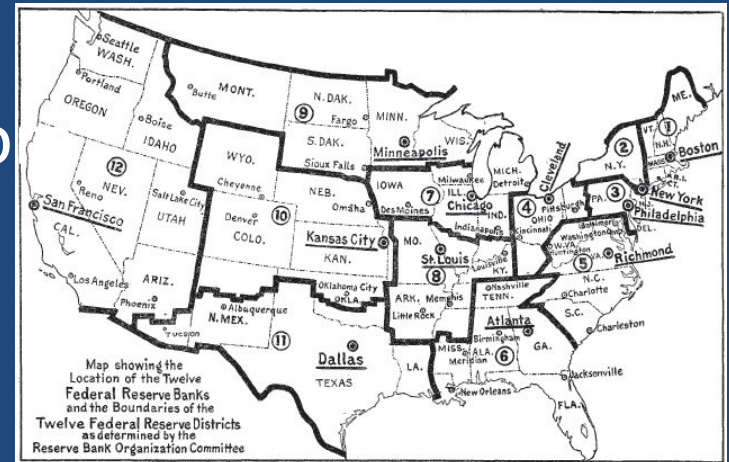 Seattle
WASH.
Portland
OREGON
Boise
IDAHO
MONT.
Butte
N. DAK.
Fargo
9
S. DAK.
Sioux Falls
MINN.
Minneapolis
WIS.
Milwaukee
MICH.
Detroit
12
NEV.
Reno
San Francisco
CAL.
Salt Lake City
UTAH
Los Angeles
ARIZ.
Phoenix
Tucson
WYO.
Cheyenne
NEB.
Omaha
10
Denver
COLO.
Kansas City
KAN.
Oklahoma City
OKLA.
Albuquerque
N. MEX.
11
Dallas
TEXAS
LA.
IOWA
7
Des Moines
ILL.
Chicago
IND.
Indianapolis
MO.
St. Louis
8
ARK.
Memphis
Little Rock
Louisville
KY.
Cleveland
4
Pittsburgh
OHIO
Cincinnati
Nashville
TENN.
Atlanta
Birmingham
MISS.
ALA.
Meridian
6
GA.
New Orleans
Jacksonville
FLA.
ME.
1
VT.
N.H.
MASS.
Boston
R.I.
CT.
2
N.Y.
New York
PA.
3
N.J.
Philadelphia
Baltimore
Washington
DEL.
W.VA.
Huntington
VA.
Richmond
5
N.C.
Charlotte
S.C.
Charleston
Map showing the
Location of the Twelve
Federal Reserve Banks
and the Boundaries of the
Twelve Federal Reserve Districts
as determined by the
Reserve Bank Organization Committee